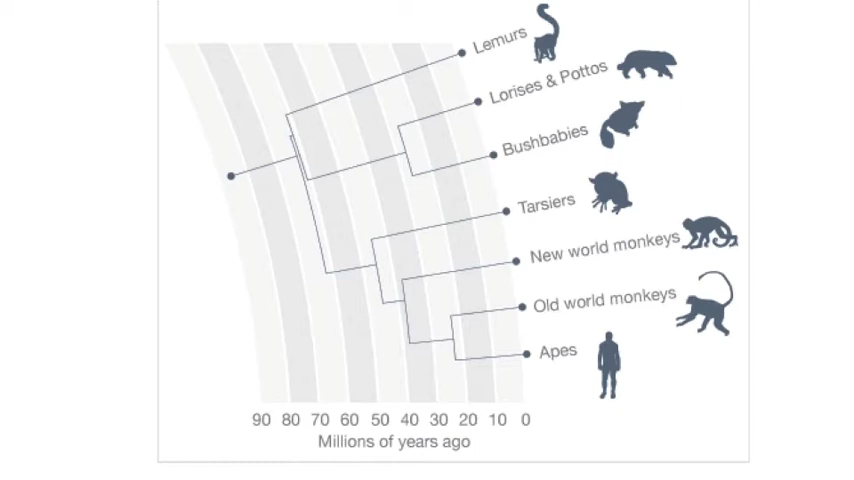 Lemurs
Lorises & Pottos
Bushbabies
Tarsiers
New world monkeys
Old world monkeys
Apes
90 80 70 60 50 40 30 20 10 0
Millions of years ago